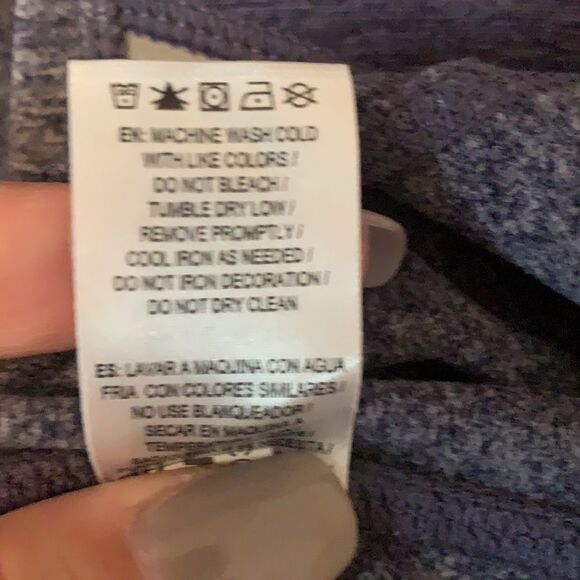 EN: MACHINE WASH COLD
WITH LIKE COLORS /
DO NOT BLEACH /
TUMBLE DRY LOW /
REMOVE PROMPTLY /
COOL IRON AS NEEDED /
DO NOT IRON DECORATION /
DO NOT DRY CLEAN
ES: LAVAR A MAQUINA CON AGUA
FRIA CON COLORES SIMILARES /
NO USE BLANQUEADOR /
SECAR EN MAQUINA A